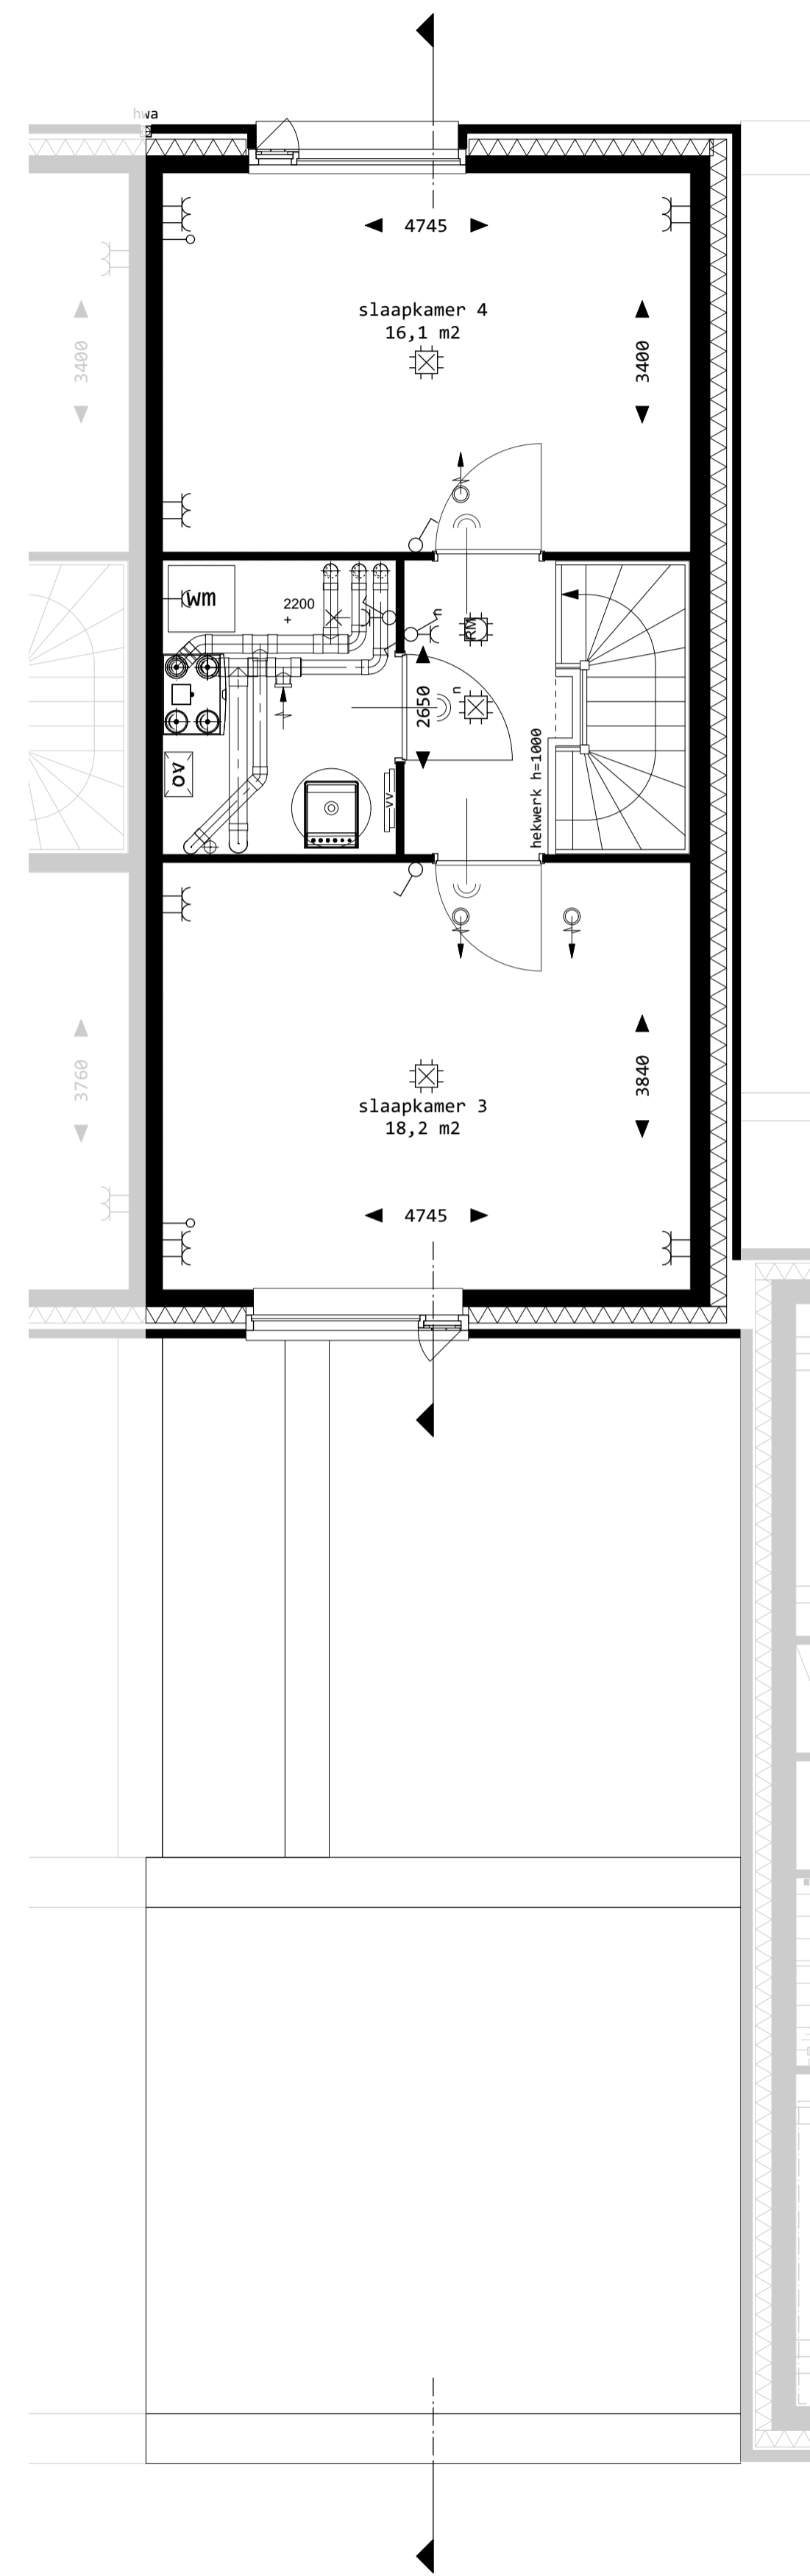 hwa
4745
slaapkamer 4
16,1 m2
3400
3400
wm
2200
+
n
RM
n
2650
ov
vv
hekwerk h=1000
3760
3840
slaapkamer 3
18,2 m2
4745